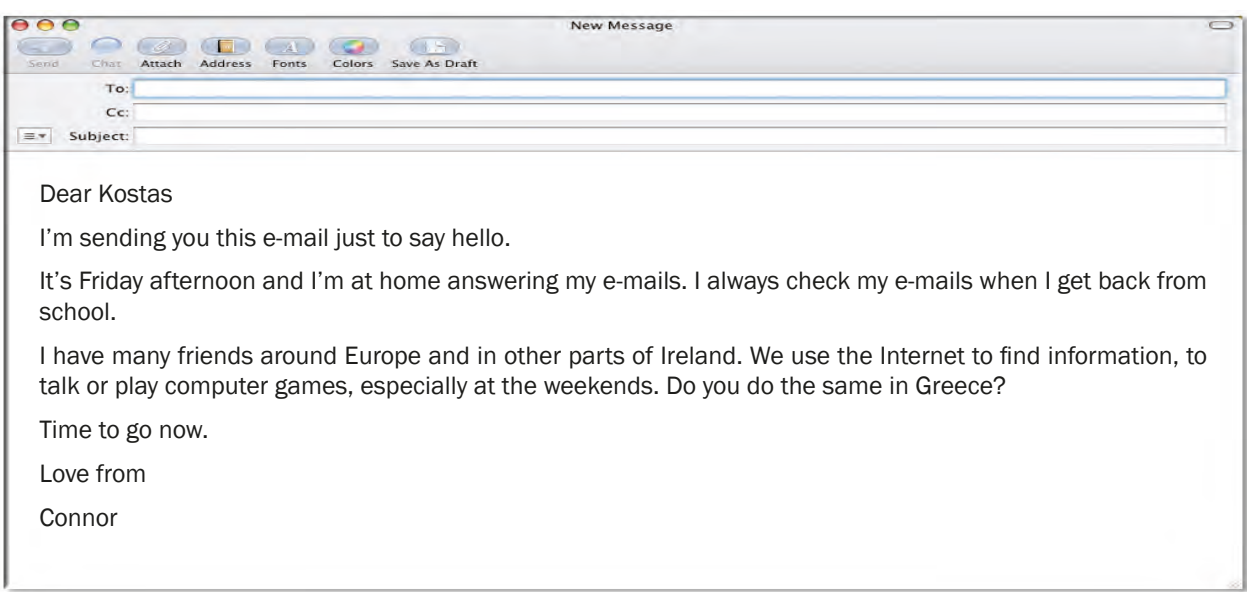 New Message
Send Chat Attach Address Fonts Colors Save As Draft
To:
Cc:
Subject:
Dear Kostas
I'm sending you this e-mail just to say hello.
It's Friday afternoon and I'm at home answering my e-mails. I always check my e-mails when I get back from
school.
I have many friends around Europe and in other parts of Ireland. We use the Internet to find information, to
talk or play computer games, especially at the weekends. Do you do the same in Greece?
Time to go now.
Love from
Connor